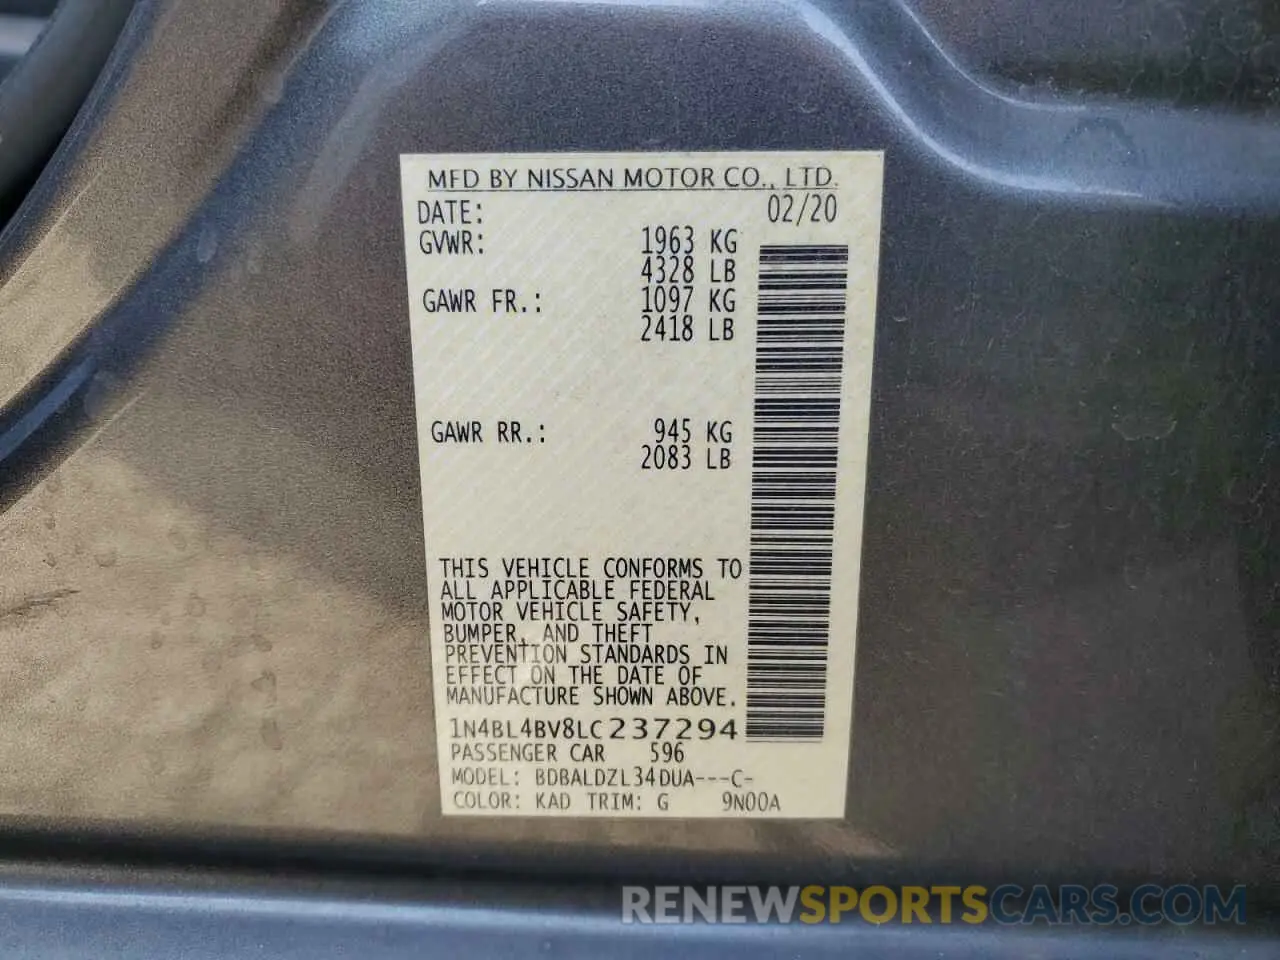 MFD BY NISSAN MOTOR CO., LTD.
DATE: 02/20
GVWR: 1963 KG
4328 LB
GAWR FR.: 1097 KG
2418 LB
GAWR RR.: 945 KG
2083 LB
THIS VEHICLE CONFORMS TO
ALL APPLICABLE FEDERAL
MOTOR VEHICLE SAFETY,
BUMPER, AND THEFT
PREVENTION STANDARDS IN
EFFECT ON THE DATE OF
MANUFACTURE SHOWN ABOVE.
1N4BL4BV8LC237294
PASSENGER CAR 596
MODEL: BDBALDZL34DUA---C-
COLOR: KAD TRIM: G 9N00A
RENEWSPORTSCARS.COM